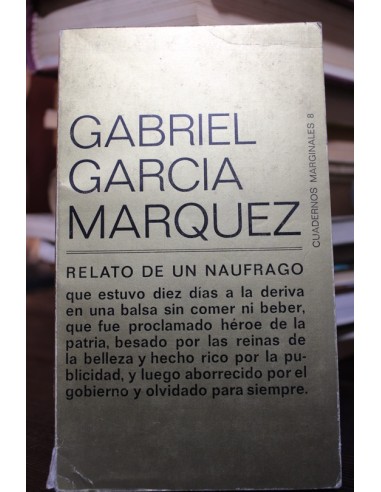 GABRIEL
GARCIA
MARQUEZ
CUADERNOS MARGINALES 8
RELATO DE UN NAUFRAGO
que estuvo diez días a la deriva
en una balsa sin comer ni beber,
que fue proclamado héroe de la
patria, besado por las reinas de
la belleza y hecho rico por la pu-
blicidad, y luego aborrecido por el
gobierno y olvidado para siempre.